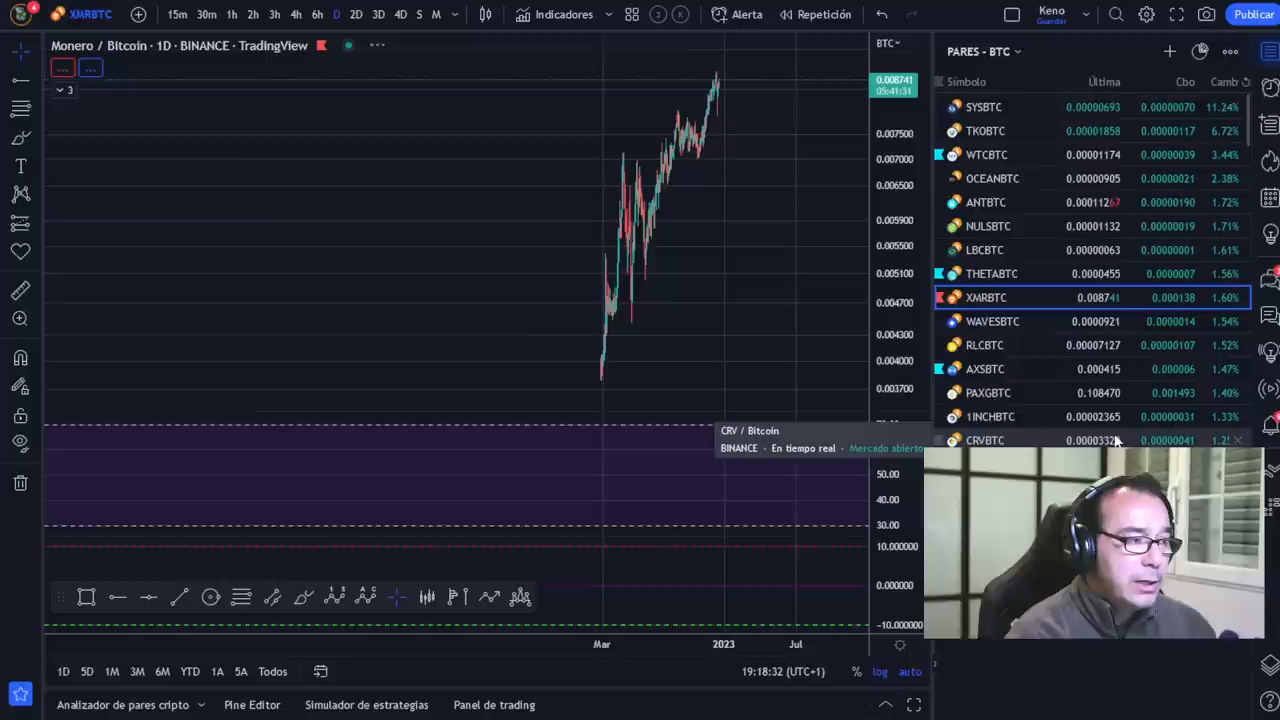 4
XMRBTC
15m 30m 1h 2h 3h 4h 6h D 2D 3D 4D S M
Indicadores
Z K
Alerta
Repetición
Keno
Guardar
Publicar
Monero / Bitcoin · 1D · BINANCE · TradingView
3
BTC
0.008741
05:41:31
0.007500
0.007000
0.006500
0.005900
0.005500
0.005100
0.004700
0.004300
0.004000
0.003700
50.00
40.00
30.00
10.000000
0.000000
−10.000000
Mar 2023 Jul
CRV / Bitcoin
BINANCE · En tiempo real · Mercado abierto
PARES - BTC
Símbolo Última Cbo Camb
SYSBTC 0.00000693 0.00000070 11.24%
TKOBTC 0.00001858 0.00000117 6.72%
WTCBTC 0.00001174 0.00000039 3.44%
OCEANBTC 0.00000905 0.00000021 2.38%
ANTBTC 0.00011267 0.00000190 1.72%
NULSBTC 0.00001132 0.00000019 1.71%
LBCBTC 0.00000063 0.00000001 1.61%
THETABTC 0.0000455 0.0000007 1.56%
XMRBTC 0.008741 0.000138 1.60%
WAVESBTC 0.0000921 0.0000014 1.54%
RLCBTC 0.00007127 0.00000107 1.52%
AXSBTC 0.000415 0.000006 1.47%
PAXGBTC 0.108470 0.001493 1.40%
1INCHBTC 0.00002365 0.00000031 1.33%
CRVBTC 0.0000332 0.00000041
1D 5D 1M 3M 6M YTD 1A 5A Todos
19:18:32 (UTC+1) % log auto
Analizador de pares cripto Pine Editor Simulador de estrategias Panel de trading